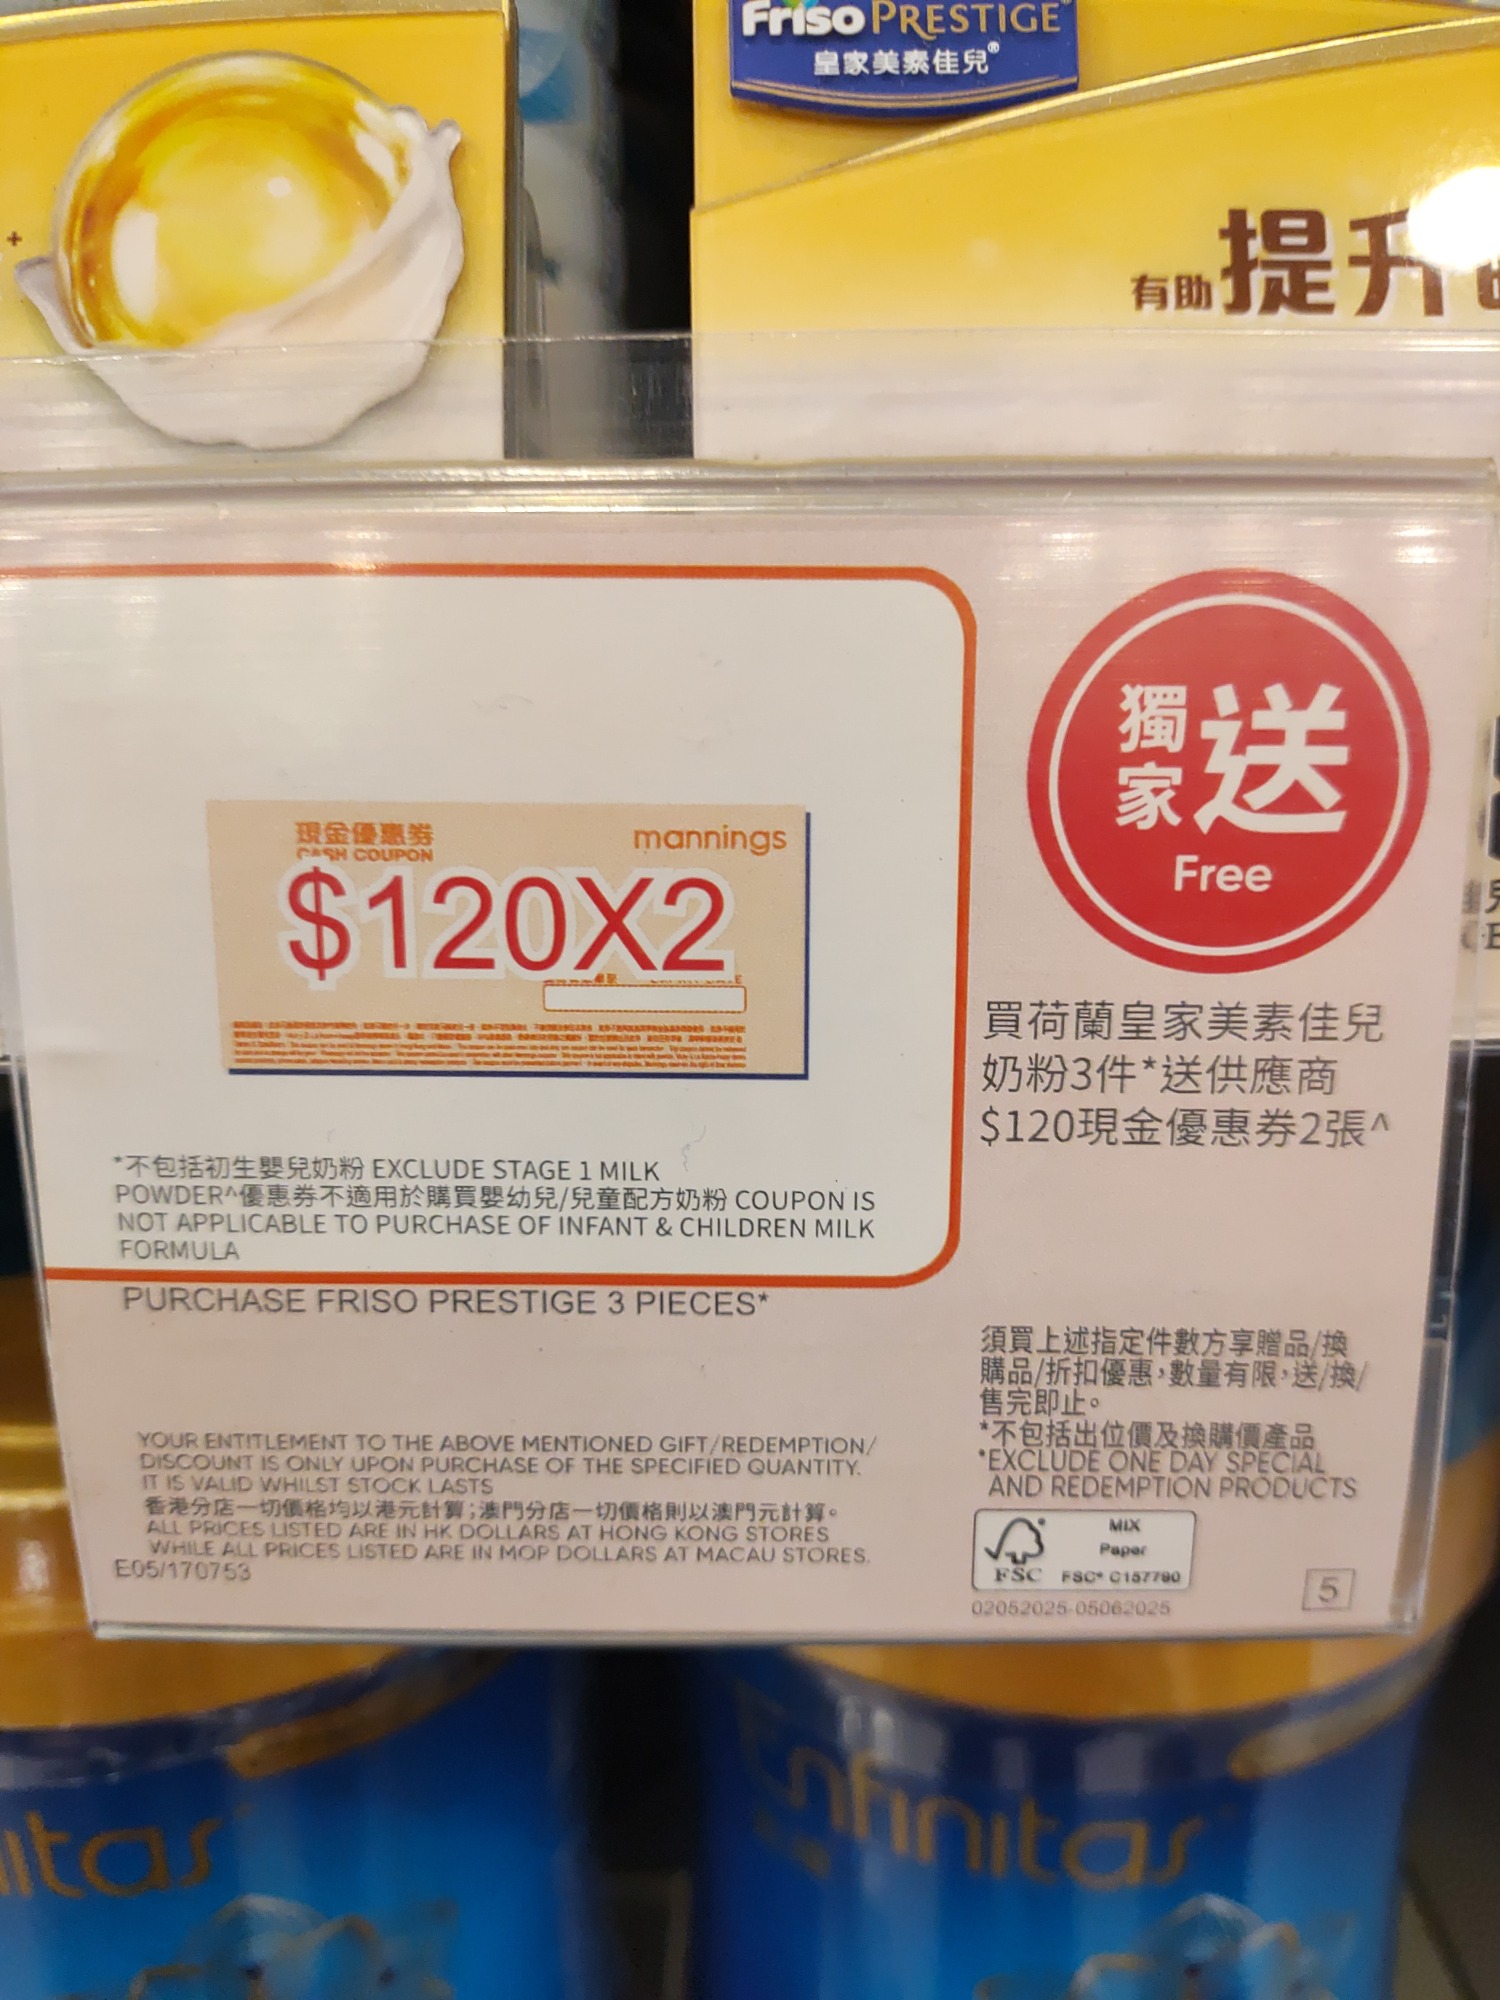 Friso PRESTIGE®
皇家美素佳兒®
有助提升
獨家送
Free
現金優惠券
mannings
CASH COUPON
$120X2
買荷蘭皇家美素佳兒
奶粉3件*送供應商
$120現金優惠券2張^
*不包括初生嬰兒奶粉 EXCLUDE STAGE 1 MILK
POWDER^優惠券不適用於購買嬰幼兒/兒童配方奶粉 COUPON IS
NOT APPLICABLE TO PURCHASE OF INFANT & CHILDREN MILK
FORMULA
PURCHASE FRISO PRESTIGE 3 PIECES*
須買上述指定件數方享贈品/換
購品/折扣優惠，數量有限，送/換/
售完即止。
*不包括出位價及換購價產品
*EXCLUDE ONE DAY SPECIAL
AND REDEMPTION PRODUCTS
YOUR ENTITLEMENT TO THE ABOVE MENTIONED GIFT/REDEMPTION/
DISCOUNT IS ONLY UPON PURCHASE OF THE SPECIFIED QUANTITY.
IT IS VALID WHILST STOCK LASTS
香港分店一切價格均以港元計算；澳門分店一切價格則以澳門元計算。
ALL PRICES LISTED ARE IN HK DOLLARS AT HONG KONG STORES
WHILE ALL PRICES LISTED ARE IN MOP DOLLARS AT MACAU STORES.
E05/170753
MIX
Paper
FSC FSC® C157790
02052025-05062025
5
itas
Enfinitas